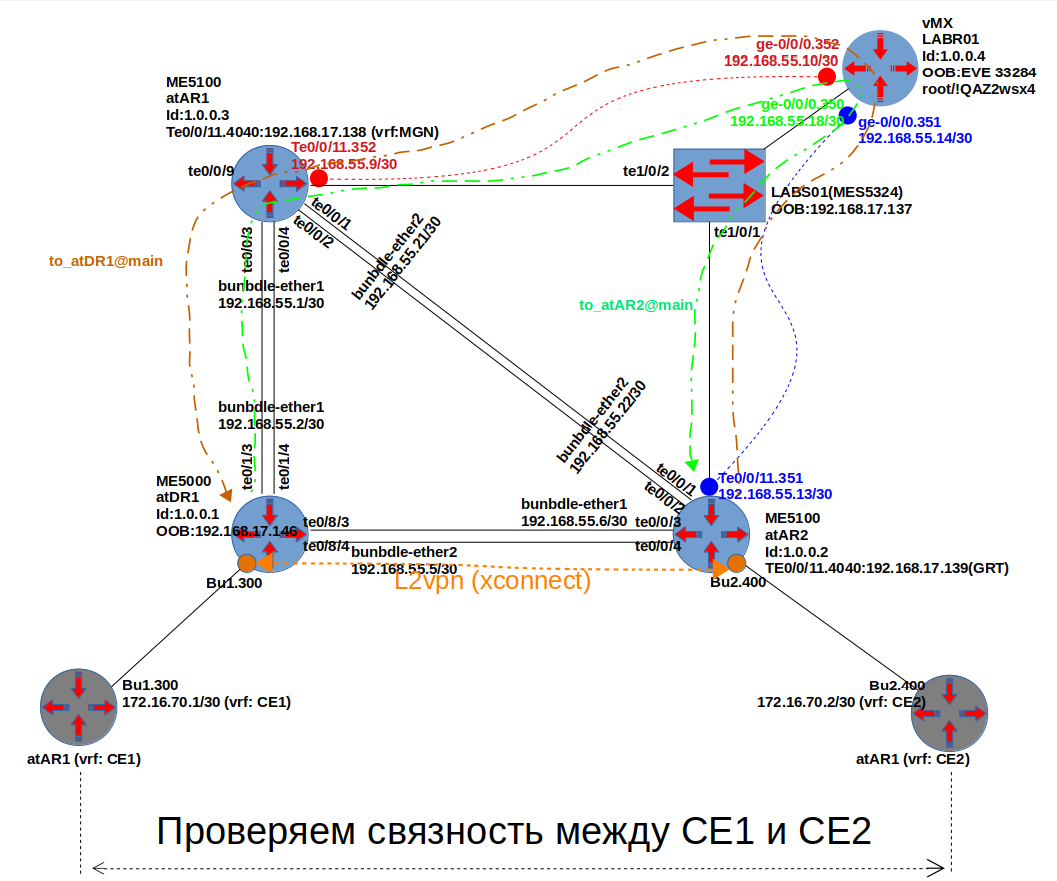 vMX
LABR01
Id:1.0.0.4
OOB:EVE 33284
root/!QAZ2wsx4
ge-0/0/0.352
192.168.55.10/30
ge-0/0/0.350
192.168.55.18/30
ge-0/0/0.351
192.168.55.14/30
ME5100
atAR1
Id:1.0.0.3
Te0/0/11.4040:192.168.17.138 (vrf:MGN)
Te0/0/11.352
192.168.55.9/30
te0/0/9
te1/0/2
LABS01(MES5324)
OOB:192.168.17.137
te1/0/1
te0/0/1
te0/0/2
te0/0/3
te0/0/4
bunbdle-ether2
192.168.55.21/30
to_atDR1@main
bunbdle-ether1
192.168.55.1/30
to_atAR2@main
bunbdle-ether1
192.168.55.2/30
bunbdle-ether2
192.168.55.22/30
te0/1/3
te0/1/4
te0/0/1
te0/0/2
ME5000
atDR1
Id:1.0.0.1
OOB:192.168.17.146
Te0/0/11.351
192.168.55.13/30
bunbdle-ether1
192.168.55.6/30
te0/8/3
te0/8/4
te0/0/3
te0/0/4
bunbdle-ether2
192.168.55.5/30
ME5100
atAR2
Id:1.0.0.2
TE0/0/11.4040:192.168.17.139(GRT)
L2vpn (xconnect)
Bu1.300
Bu2.400
Bu1.300
172.16.70.1/30 (vrf: CE1)
Bu2.400
172.16.70.2/30 (vrf: CE2)
atAR1 (vrf: CE1)
atAR1 (vrf: CE2)
Проверяем связность между CE1 и CE2